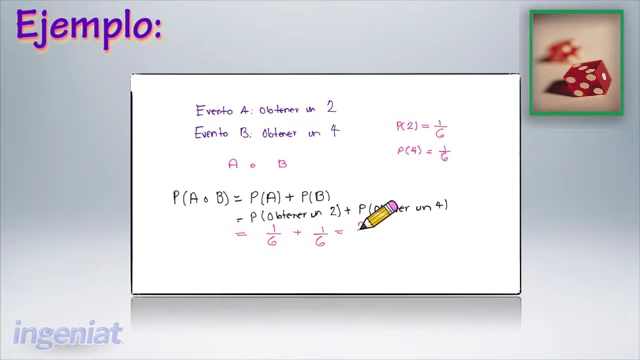 Ejemplo:
Evento A: Obtener un 2
Evento B: Obtener un 4
A o B
P(2) = 1/6
P(4) = 1/6
P(A o B) = P(A) + P(B)
= P(Obtener un 2) + P(Obtener un 4)
= 1/6 + 1/6 =
ingeniat